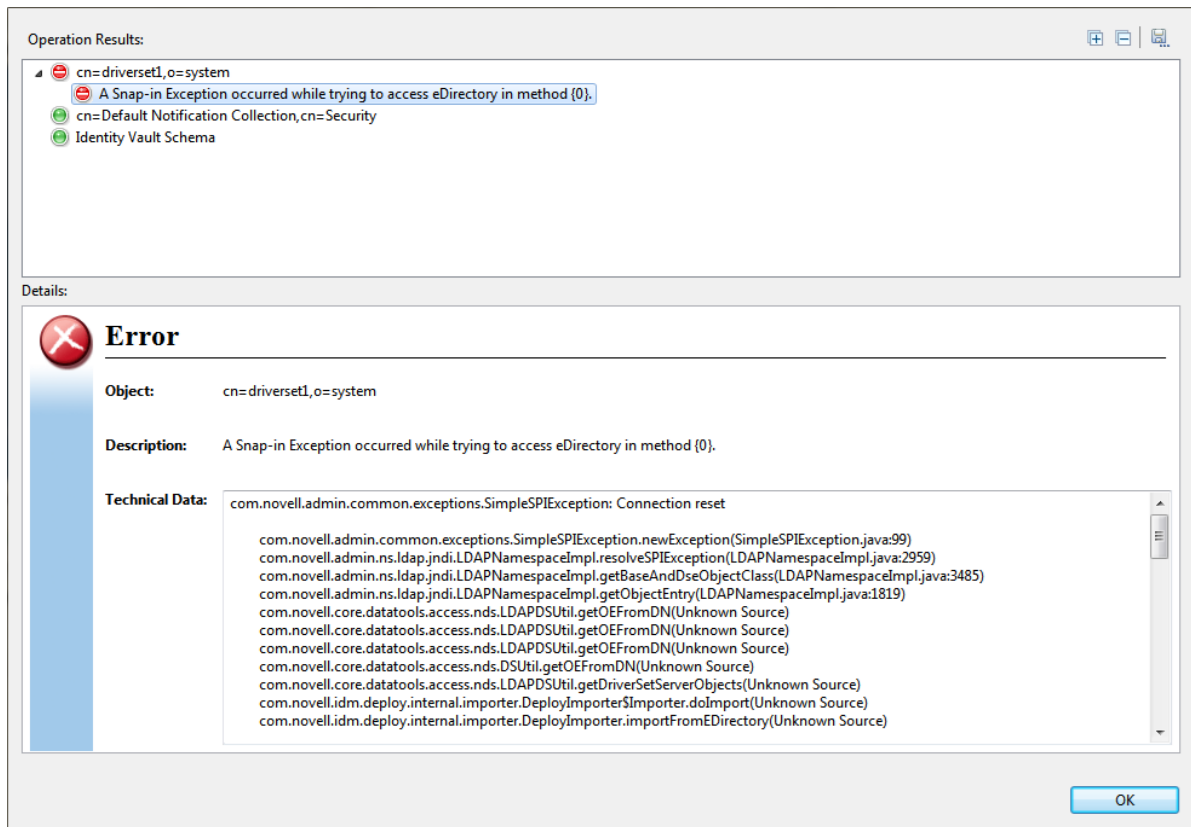 Operation Results:
cn=driverset1,o=system
A Snap-in Exception occurred while trying to access eDirectory in method {0}.
cn=Default Notification Collection,cn=Security
Identity Vault Schema
Details:
Error
Object: cn=driverset1,o=system
Description: A Snap-in Exception occurred while trying to access eDirectory in method {0}.
Technical Data: com.novell.admin.common.exceptions.SimpleSPIException: Connection reset
com.novell.admin.common.exceptions.SimpleSPIException.newException(SimpleSPIException.java:99)
com.novell.admin.ns.ldap.jndi.LDAPNamespaceImpl.resolveSPIException(LDAPNamespaceImpl.java:2959)
com.novell.admin.ns.ldap.jndi.LDAPNamespaceImpl.getBaseAndDseObjectClass(LDAPNamespaceImpl.java:3485)
com.novell.admin.ns.ldap.jndi.LDAPNamespaceImpl.getObjectEntry(LDAPNamespaceImpl.java:1819)
com.novell.core.datatools.access.nds.LDAPDSUtil.getOEFromDN(Unknown Source)
com.novell.core.datatools.access.nds.LDAPDSUtil.getOEFromDN(Unknown Source)
com.novell.core.datatools.access.nds.LDAPDSUtil.getOEFromDN(Unknown Source)
com.novell.core.datatools.access.nds.DSUtil.getOEFromDN(Unknown Source)
com.novell.core.datatools.access.nds.LDAPDSUtil.getDriverSetServerObjects(Unknown Source)
com.novell.idm.deploy.internal.importer.DeployImporter$Importer.doImport(Unknown Source)
com.novell.idm.deploy.internal.importer.DeployImporter.importFromEDirectory(Unknown Source)
OK